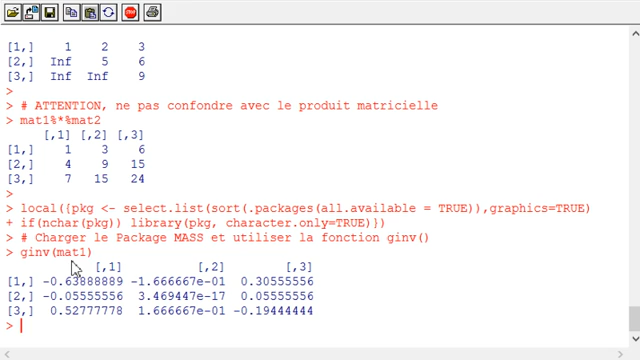 [1,] 1 2 3
[2,] Inf 5 6
[3,] Inf Inf 9
>
> # ATTENTION, ne pas confondre avec le produit matricielle
> mat1%*%mat2
[,1] [,2] [,3]
[1,] 1 3 6
[2,] 4 9 15
[3,] 7 15 24
>
> local({pkg <- select.list(sort(.packages(all.available = TRUE)),graphics=TRUE)
+ if(nchar(pkg)) library(pkg, character.only=TRUE)})
> # Charger le Package MASS et utiliser la fonction ginv()
> ginv(mat1)
[,1] [,2] [,3]
[1,] -0.63888889 -1.666667e-01 0.30555556
[2,] -0.05555556 3.469447e-17 0.05555556
[3,] 0.52777778 1.666667e-01 -0.19444444
>